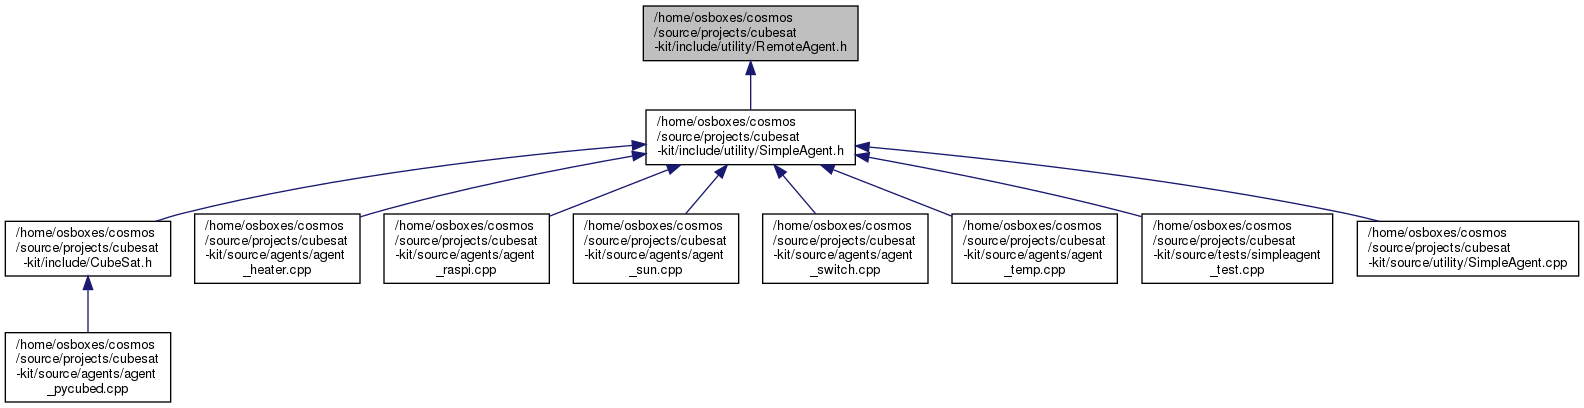 /home/osboxes/cosmos
/source/projects/cubesat
-kit/include/utility/RemoteAgent.h
/home/osboxes/cosmos
/source/projects/cubesat
-kit/include/utility/SimpleAgent.h
/home/osboxes/cosmos
/source/projects/cubesat
-kit/include/CubeSat.h
/home/osboxes/cosmos
/source/projects/cubesat
-kit/source/agents/agent
_heater.cpp
/home/osboxes/cosmos
/source/projects/cubesat
-kit/source/agents/agent
_raspi.cpp
/home/osboxes/cosmos
/source/projects/cubesat
-kit/source/agents/agent
_sun.cpp
/home/osboxes/cosmos
/source/projects/cubesat
-kit/source/agents/agent
_switch.cpp
/home/osboxes/cosmos
/source/projects/cubesat
-kit/source/agents/agent
_temp.cpp
/home/osboxes/cosmos
/source/projects/cubesat
-kit/source/tests/simpleagent
_test.cpp
/home/osboxes/cosmos
/source/projects/cubesat
-kit/source/utility/SimpleAgent.cpp
/home/osboxes/cosmos
/source/projects/cubesat
-kit/source/agents/agent
_pycubed.cpp